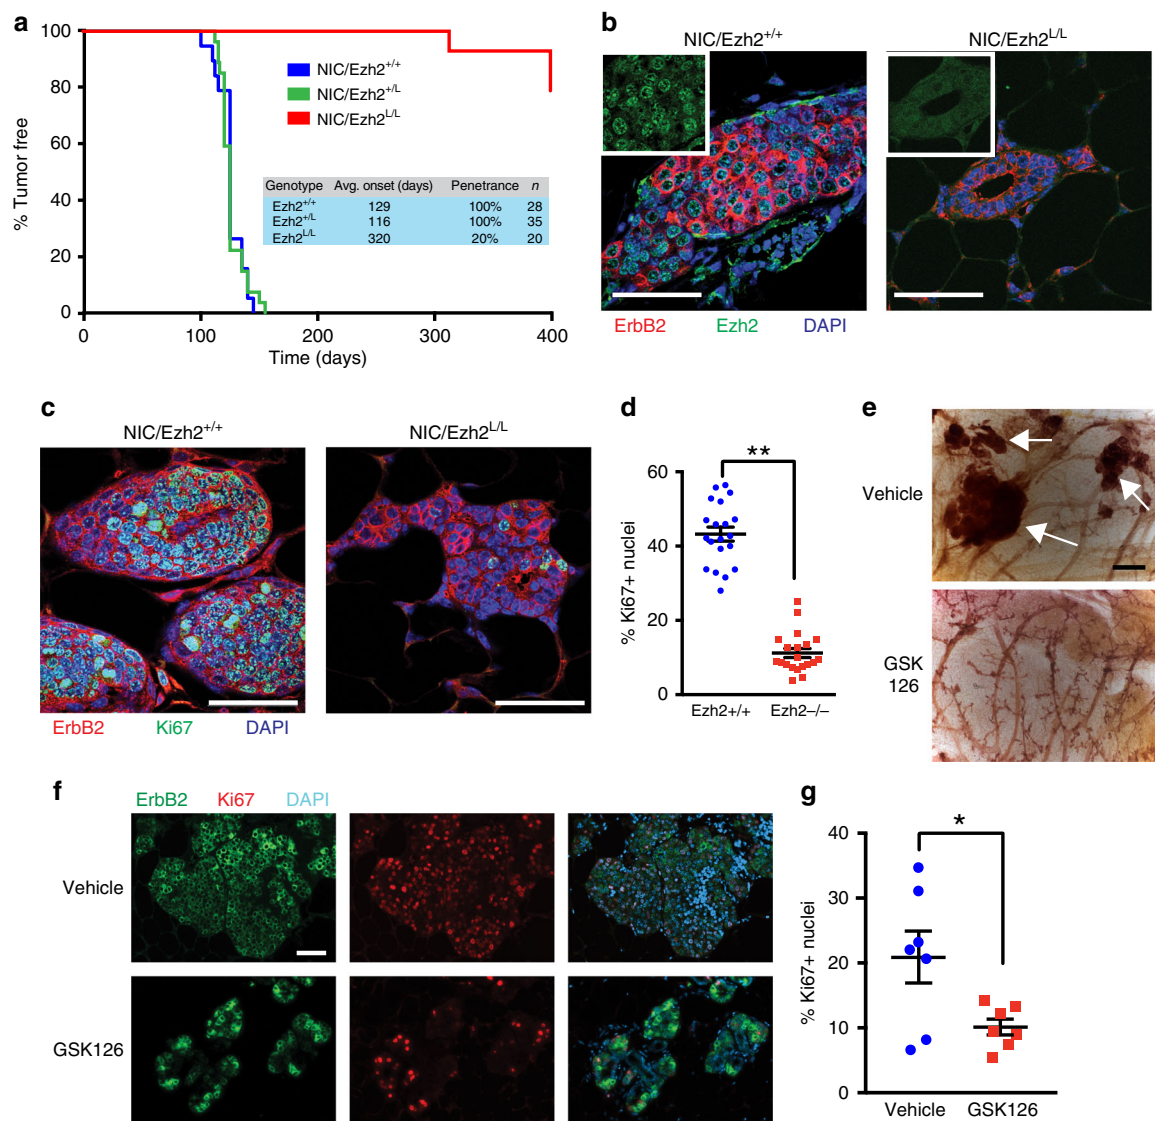 a
% Tumor free
100
80
60
40
20
0
0
100
200
300
400
Time (days)
NIC/Ezh2+/+
NIC/Ezh2+/L
NIC/Ezh2L/L
Genotype Avg. onset (days) Penetrance n
Ezh2+/+ 129 100% 28
Ezh2+/L 116 100% 35
Ezh2L/L 320 20% 20
b
NIC/Ezh2+/+
NIC/Ezh2L/L
ErbB2 Ezh2 DAPI
c
NIC/Ezh2+/+
NIC/Ezh2L/L
ErbB2 Ki67 DAPI
d
% Ki67+ nuclei
60
40
20
0
**
Ezh2+/+ Ezh2–/–
e
Vehicle
GSK
126
f
ErbB2 Ki67 DAPI
Vehicle
GSK126
g
% Ki67+ nuclei
40
30
20
10
0
*
Vehicle GSK126